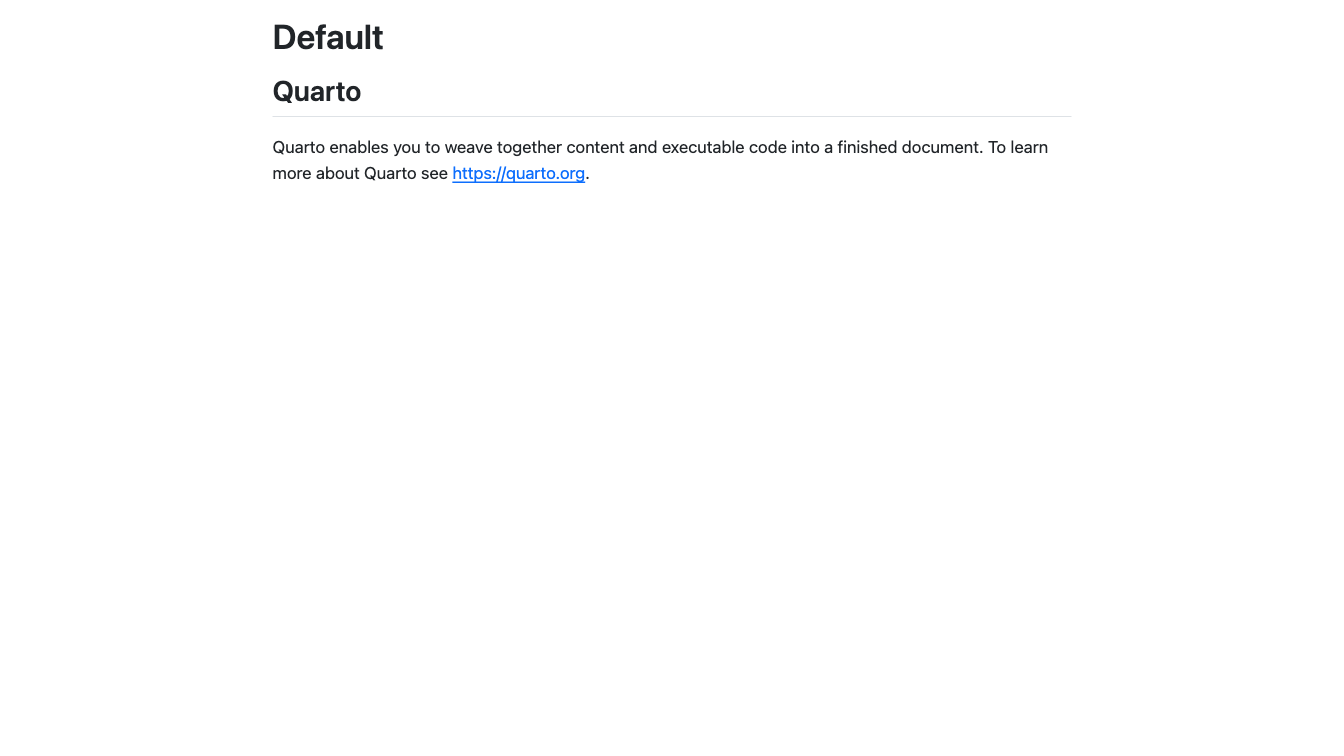 Default
Quarto
Quarto enables you to weave together content and executable code into a finished document. To learn
more about Quarto see https://quarto.org.